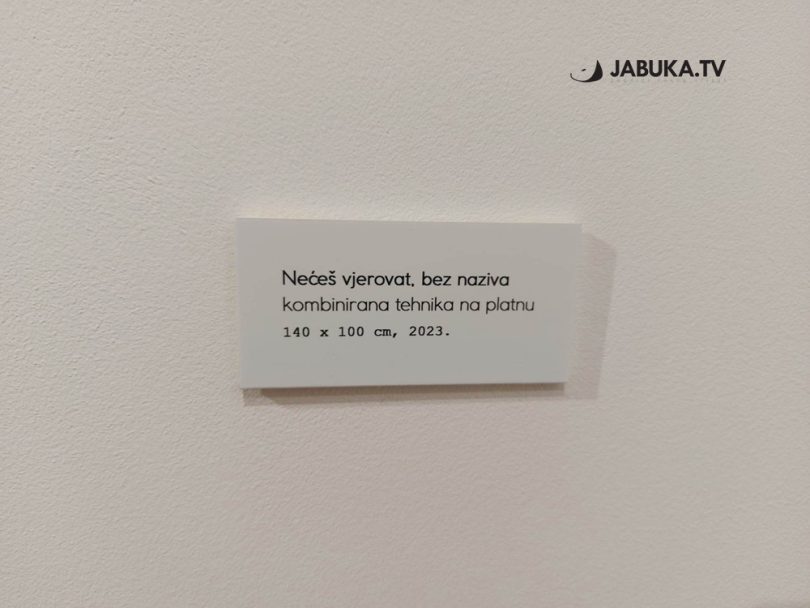 JABUKA.TV
Nećeš vjerovat, bez naziva
kombinirana tehnika na platnu
140 x 100 cm, 2023.